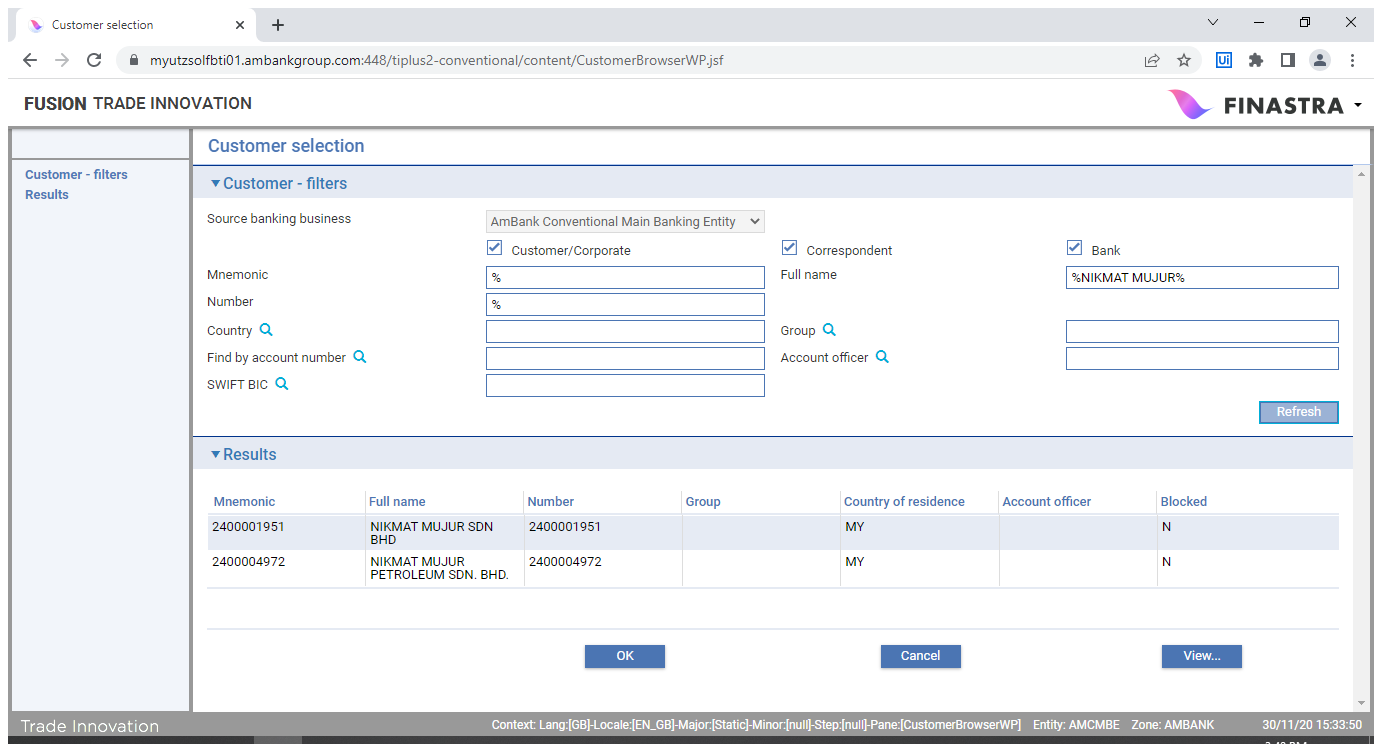 Customer selection
myutzsolfbti01.ambankgroup.com:448/tiplus2-conventional/content/CustomerBrowserWP.jsf
Ui
FUSION TRADE INNOVATION
FINASTRA
Customer selection
Customer - filters
Results
Customer - filters
Source banking business
AmBank Conventional Main Banking Entity
Customer/Corporate Correspondent Bank
Mnemonic % Full name %NIKMAT MUJUR%
Number %
Country Group
Find by account number Account officer
SWIFT BIC
Refresh
Results
Mnemonic Full name Number Group Country of residence Account officer Blocked
2400001951 NIKMAT MUJUR SDN 2400001951 MY N
BHD
2400004972 NIKMAT MUJUR 2400004972 MY N
PETROLEUM SDN. BHD.
OK Cancel View...
Trade Innovation Context: Lang:[GB]-Locale:[EN_GB]-Major:[Static]-Minor:[null]-Step:[null]-Pane:[CustomerBrowserWP] Entity: AMCMBE Zone: AMBANK 30/11/20 15:33:50